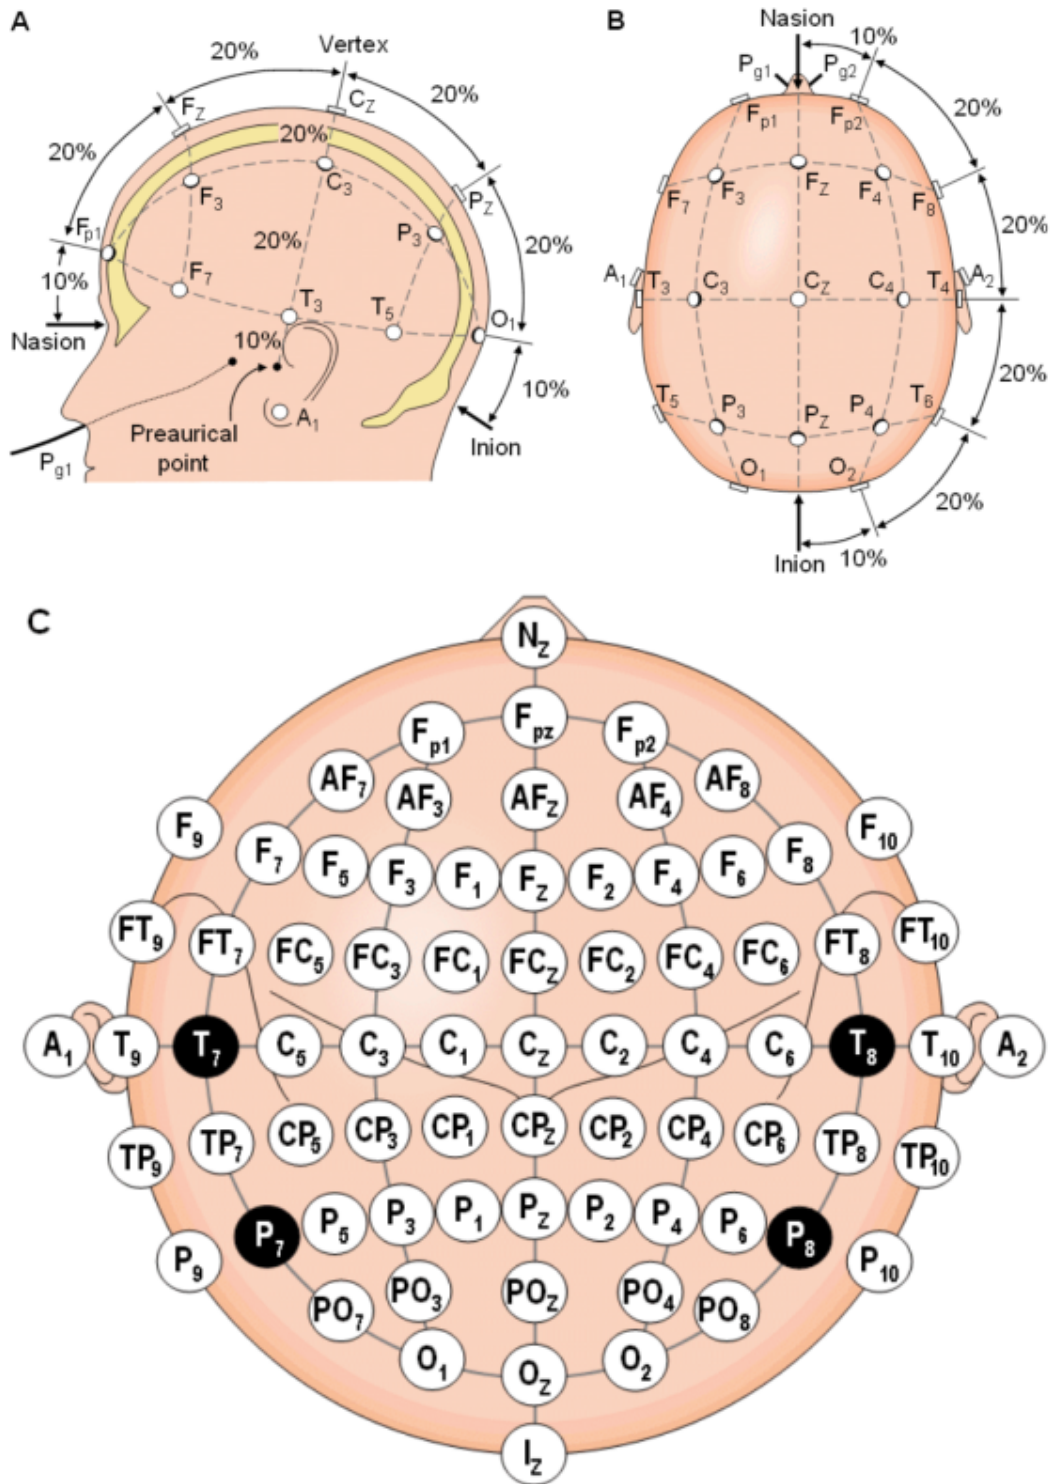 A
20%
Vertex
20%
FZ
CZ
20%
20%
F3
C3
PZ
Fp1
20%
P3
20%
10%
F7
T3
T5
O1
Nasion
10%
10%
A1
Preaurical
point
Inion
Pg1
B
Nasion
10%
Pg1
Pg2
Fp1
Fp2
20%
F7
F3
FZ
F4
F8
20%
A1
T3
C3
CZ
C4
T4
A2
20%
T5
P3
PZ
P4
T6
O1
O2
20%
10%
Inion
C
NZ
Fp1
Fpz
Fp2
AF7
AF3
AFZ
AF4
AF8
F9
F7
F5
F3
F1
FZ
F2
F4
F6
F8
F10
FT9
FT7
FC5
FC3
FC1
FCZ
FC2
FC4
FC6
FT8
FT10
A1
T9
T7
C5
C3
C1
CZ
C2
C4
C6
T8
T10
A2
TP9
TP7
CP5
CP3
CP1
CPZ
CP2
CP4
CP6
TP8
TP10
P9
P7
P5
P3
P1
PZ
P2
P4
P6
P8
P10
PO7
PO3
POZ
PO4
PO8
O1
OZ
O2
IZ